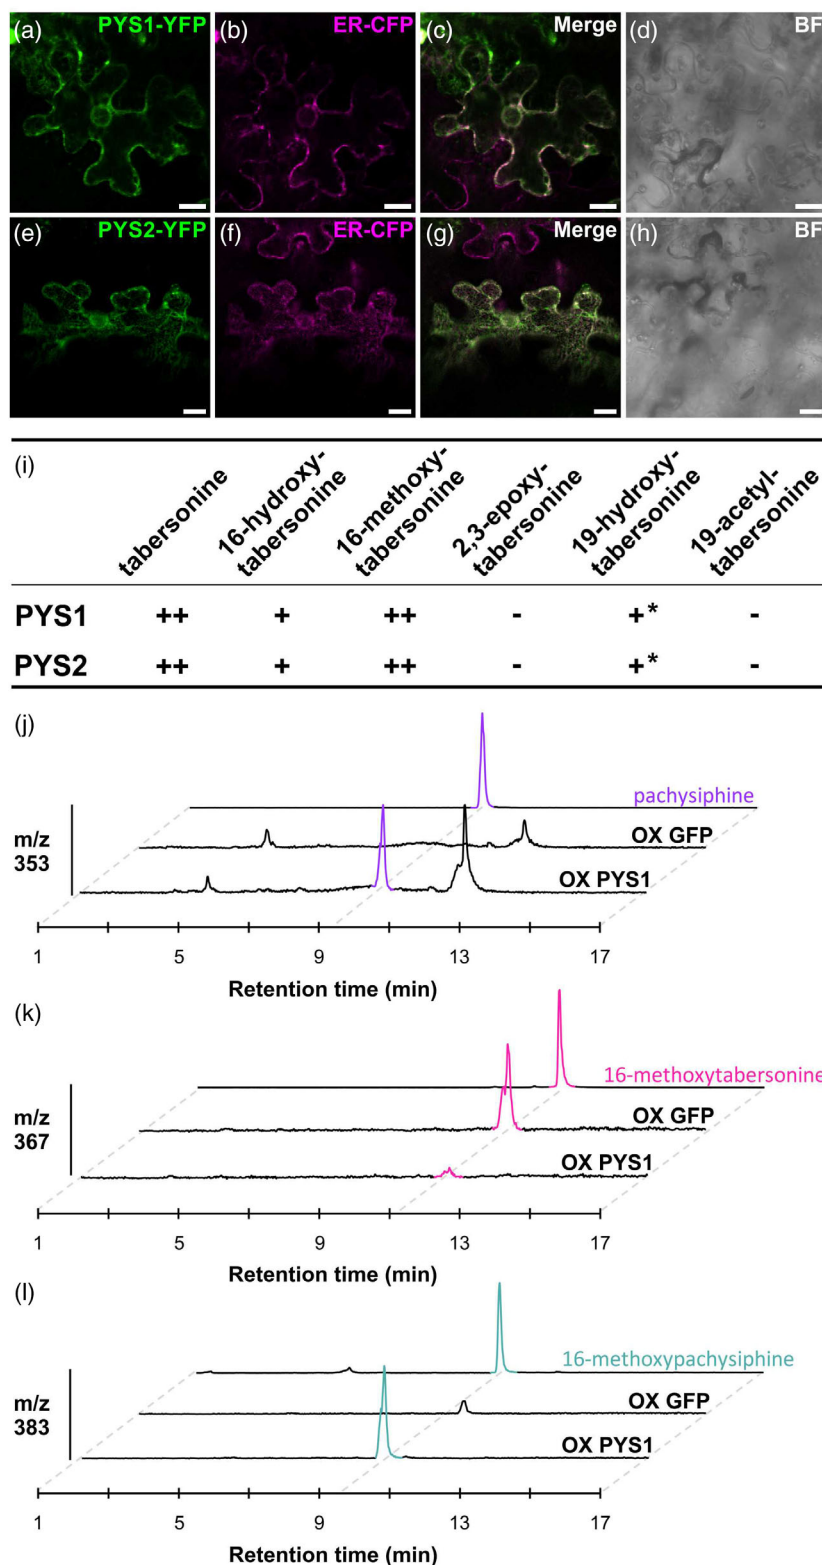 (a) PYS1-YFP (b) ER-CFP (c) Merge (d) BF
(e) PYS2-YFP (f) ER-CFP (g) Merge (h) BF
(i)
tabersonine
16-hydroxy-
tabersonine
16-methoxy-
tabersonine
2,3-epoxy-
tabersonine
19-hydroxy-
tabersonine
19-acetyl-
tabersonine
PYS1 ++ + ++ - +* -
PYS2 ++ + ++ - +* -
(j)
pachysiphine
OX GFP
m/z
353
OX PYS1
1 5 9 13 17
Retention time (min)
(k)
16-methoxytabersonine
OX GFP
m/z
367
OX PYS1
1 5 9 13 17
Retention time (min)
(l)
16-methoxypachysiphine
OX GFP
m/z
383
OX PYS1
1 5 9 13 17
Retention time (min)